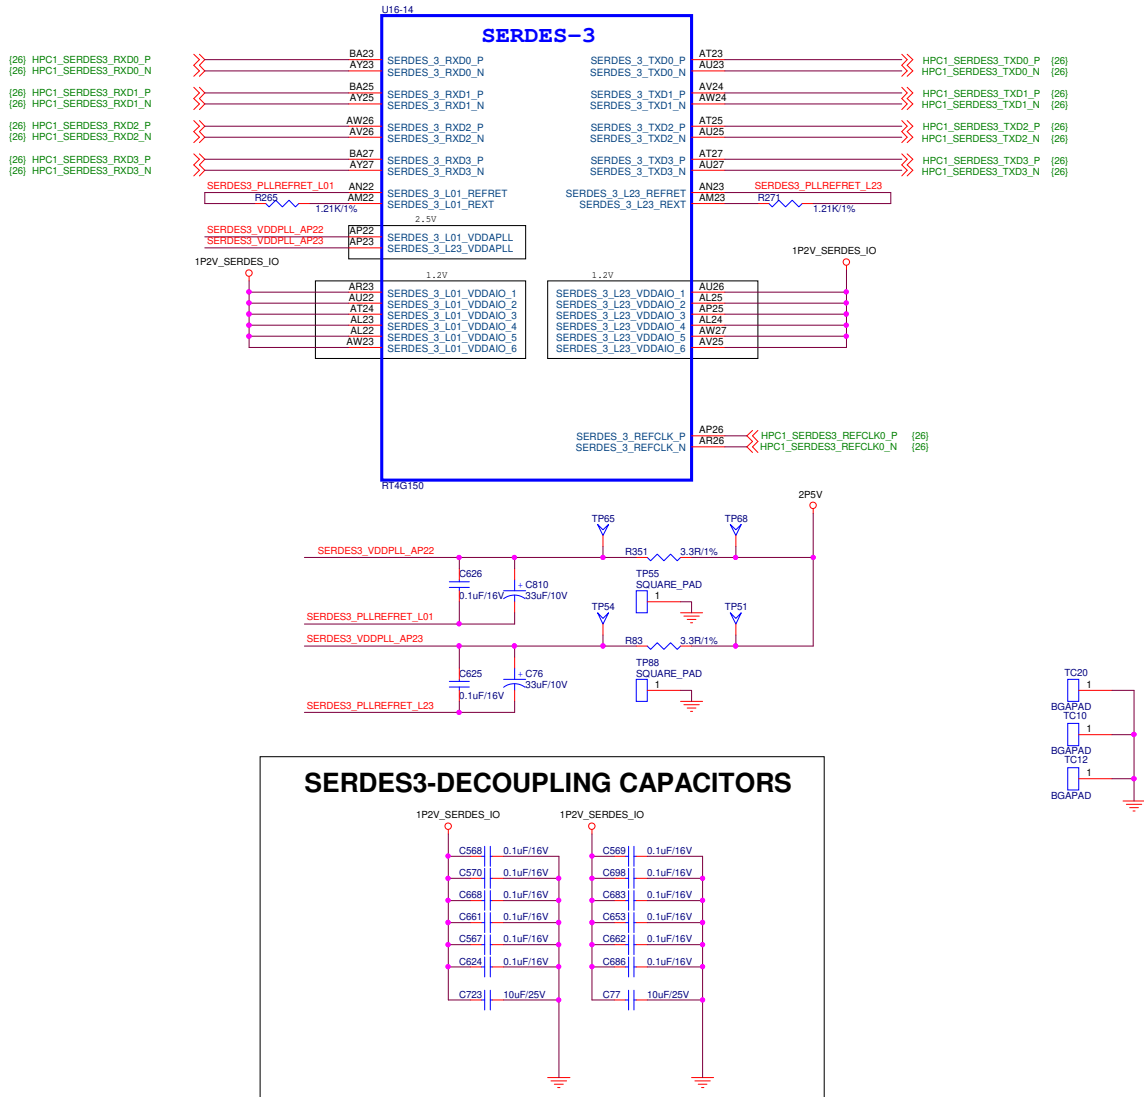 U16-14
SERDES-3
{26} HPC1_SERDES3_RXD0_P BA23 SERDES_3_RXD0_P SERDES_3_TXD0_P AT23 HPC1_SERDES3_TXD0_P {26}
{26} HPC1_SERDES3_RXD0_N AY23 SERDES_3_RXD0_N SERDES_3_TXD0_N AU23 HPC1_SERDES3_TXD0_N {26}
{26} HPC1_SERDES3_RXD1_P BA25 SERDES_3_RXD1_P SERDES_3_TXD1_P AV24 HPC1_SERDES3_TXD1_P {26}
{26} HPC1_SERDES3_RXD1_N AY25 SERDES_3_RXD1_N SERDES_3_TXD1_N AW24 HPC1_SERDES3_TXD1_N {26}
{26} HPC1_SERDES3_RXD2_P AW26 SERDES_3_RXD2_P SERDES_3_TXD2_P AT25 HPC1_SERDES3_TXD2_P {26}
{26} HPC1_SERDES3_RXD2_N AV26 SERDES_3_RXD2_N SERDES_3_TXD2_N AU25 HPC1_SERDES3_TXD2_N {26}
{26} HPC1_SERDES3_RXD3_P BA27 SERDES_3_RXD3_P SERDES_3_TXD3_P AT27 HPC1_SERDES3_TXD3_P {26}
{26} HPC1_SERDES3_RXD3_N AY27 SERDES_3_RXD3_N SERDES_3_TXD3_N AU27 HPC1_SERDES3_TXD3_N {26}
SERDES3_PLLREFRET_L01 AN22 SERDES_3_L01_REFRET SERDES_3_L23_REFRET AN23 SERDES3_PLLREFRET_L23
R265 1.21K/1% AM22 SERDES_3_L01_REXT SERDES_3_L23_REXT AM23 R271 1.21K/1%
2.5V
SERDES3_VDDPLL_AP22 AP22 SERDES_3_L01_VDDAPLL
SERDES3_VDDPLL_AP23 AP23 SERDES_3_L23_VDDAPLL
1P2V_SERDES_IO 1P2V_SERDES_IO
1.2V 1.2V
AR23 SERDES_3_L01_VDDAIO_1 SERDES_3_L23_VDDAIO_1 AU26
AU22 SERDES_3_L01_VDDAIO_2 SERDES_3_L23_VDDAIO_2 AL25
AT24 SERDES_3_L01_VDDAIO_3 SERDES_3_L23_VDDAIO_3 AP25
AL23 SERDES_3_L01_VDDAIO_4 SERDES_3_L23_VDDAIO_4 AL24
AL22 SERDES_3_L01_VDDAIO_5 SERDES_3_L23_VDDAIO_5 AW27
AW23 SERDES_3_L01_VDDAIO_6 SERDES_3_L23_VDDAIO_6 AV25
SERDES_3_REFCLK_P AP26 HPC1_SERDES3_REFCLK0_P {26}
SERDES_3_REFCLK_N AR26 HPC1_SERDES3_REFCLK0_N {26}
RT4G150
2P5V
TP65 TP68
SERDES3_VDDPLL_AP22 R351 3.3R/1%
C626 0.1uF/16V
+ C810 33uF/10V
TP55
SQUARE_PAD
1
SERDES3_PLLREFRET_L01 TP54 TP51
SERDES3_VDDPLL_AP23 R83 3.3R/1%
C625 0.1uF/16V
+ C76 33uF/10V
TP88
SQUARE_PAD
1
SERDES3_PLLREFRET_L23
TC20
1
BGAPAD
TC10
1
BGAPAD
TC12
1
BGAPAD
SERDES3-DECOUPLING CAPACITORS
1P2V_SERDES_IO 1P2V_SERDES_IO
C568 0.1uF/16V C569 0.1uF/16V
C570 0.1uF/16V C698 0.1uF/16V
C668 0.1uF/16V C683 0.1uF/16V
C661 0.1uF/16V C653 0.1uF/16V
C567 0.1uF/16V C662 0.1uF/16V
C624 0.1uF/16V C686 0.1uF/16V
C723 10uF/25V C77 10uF/25V